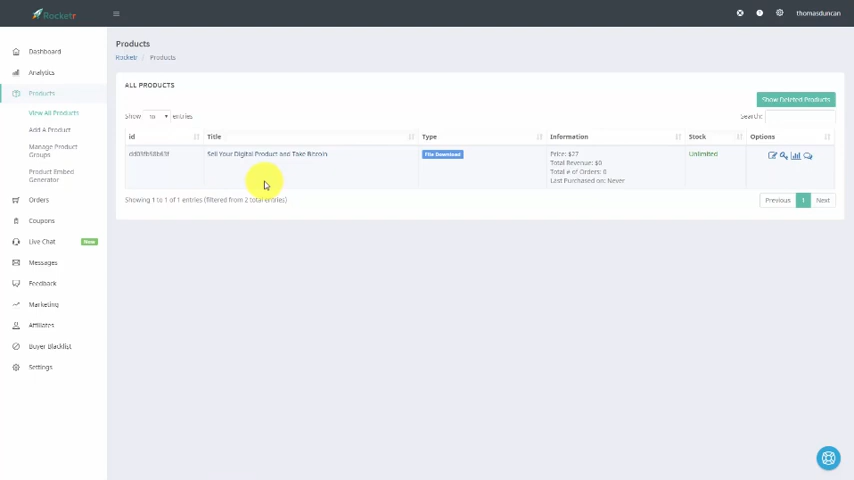 Rocketr
thomasduncan
Dashboard
Analytics
Products
View All Products
Add A Product
Manage Product
Groups
Product Embed
Generator
Orders
Coupons
Live Chat New
Messages
Feedback
Marketing
Affiliates
Buyer Blacklist
Settings
Products
Rocketr / Products
ALL PRODUCTS
Show Deleted Products
Show 10 entries
Search:
id Title Type Information Stock Options
Sell Your Digital Product and Take Bitcoin File Download Price: $27 Unlimited
Total Revenue: $0
Total # of Orders: 0
Last Purchased on: Never
Showing 1 to 1 of 1 entries (filtered from 2 total entries)
Previous 1 Next